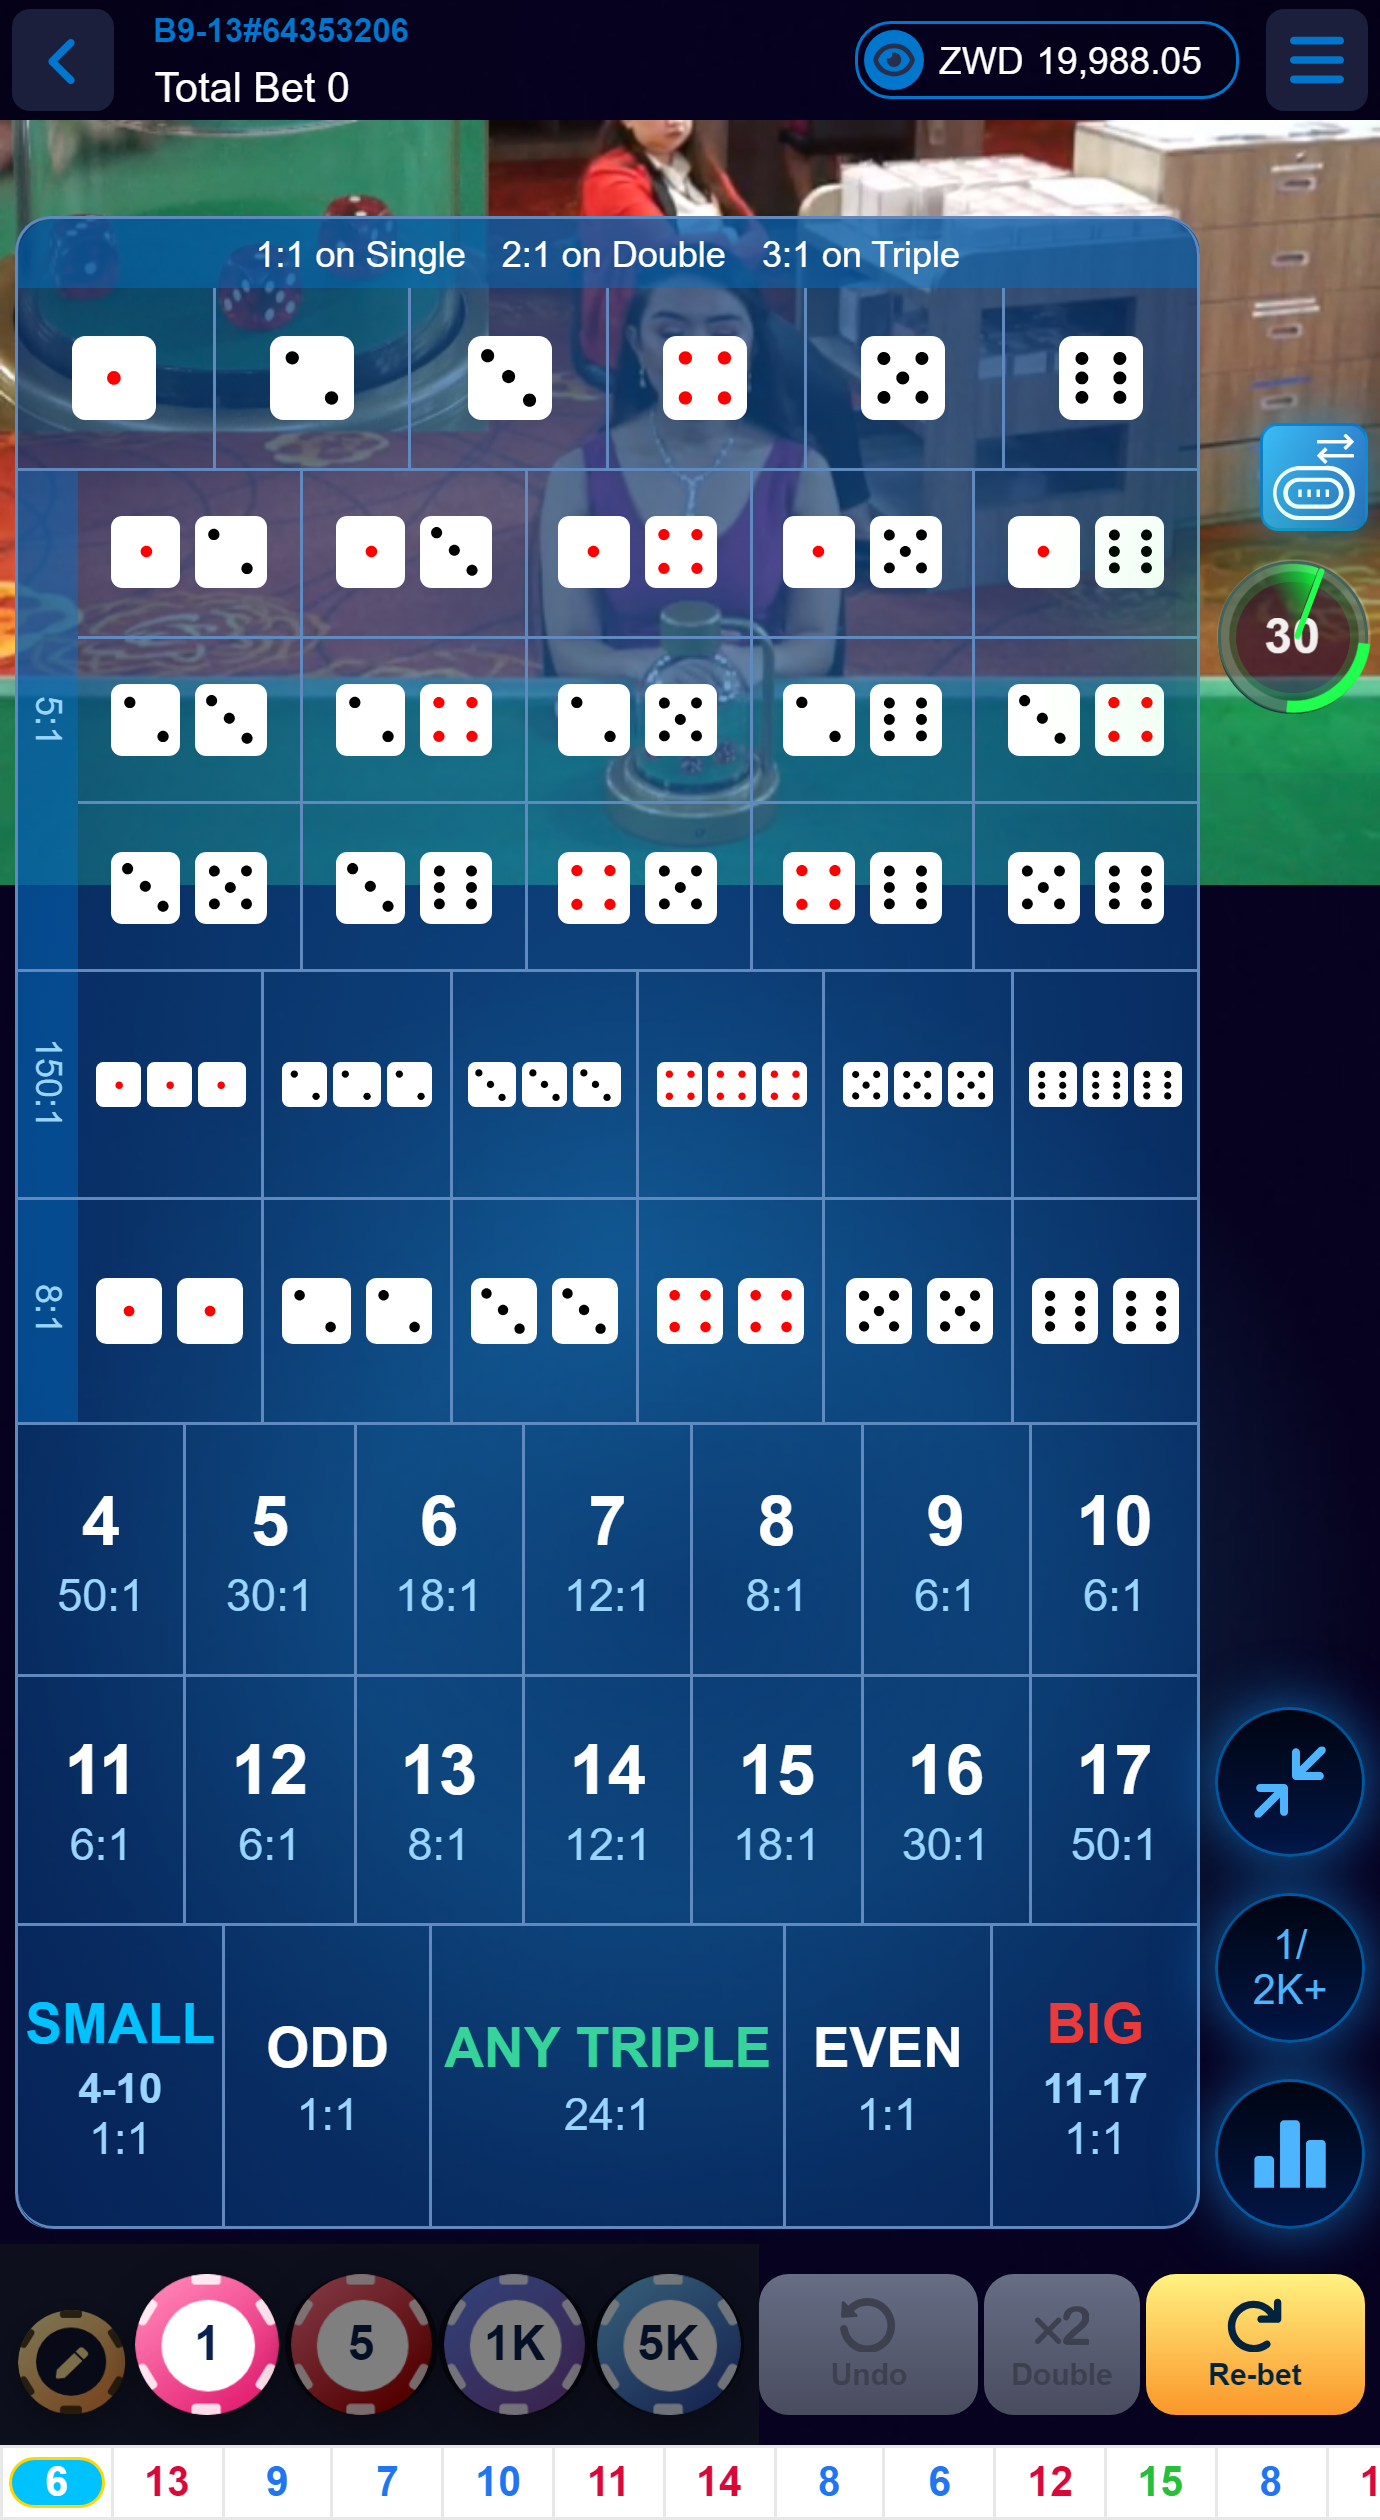 B9-13#64353206
Total Bet 0
ZWD 19,988.05
1:1 on Single 2:1 on Double 3:1 on Triple
30
5:1
150:1
8:1
4 5 6 7 8 9 10
50:1 30:1 18:1 12:1 8:1 6:1 6:1
11 12 13 14 15 16 17
6:1 6:1 8:1 12:1 18:1 30:1 50:1
SMALL
4-10
1:1
ODD
1:1
ANY TRIPLE
24:1
EVEN
1:1
BIG
11-17
1:1
1/
2K+
1 5 1K 5K
Undo
x2
Double
Re-bet
6 13 9 7 10 11 14 8 6 12 15 8